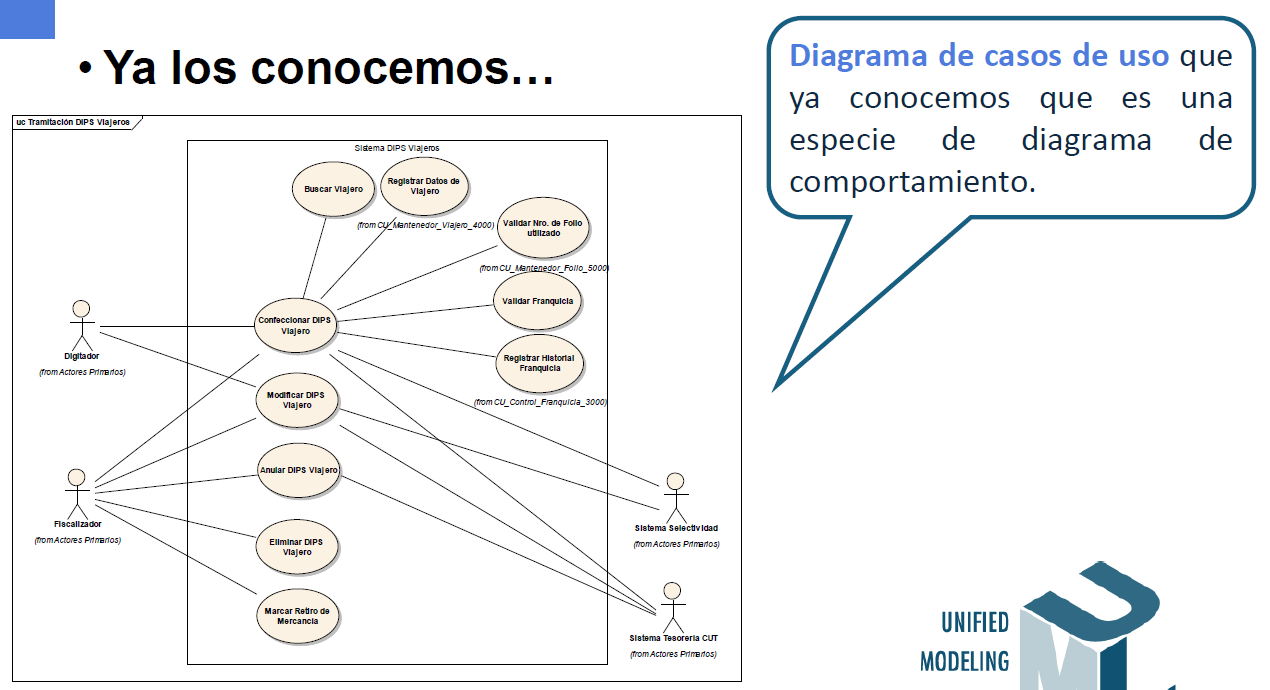 • Ya los conocemos...
Diagrama de casos de uso que
ya conocemos que es una
especie de diagrama de
comportamiento.
uc Tramitación DIPS Viajeros
Sistema DIPS Viajeros
Buscar Viajero
Registrar Datos de
Viajero
(from CU_Mantenedor_Viajero_4000)
Validar Nro. de Folio
utilizado
(from CU_Mantenedor_Folio_5000)
Validar Franquicia
Confeccionar DIPS
Viajero
Registrar Historial
Franquicia
(from CU_Control_Franquicia_3000)
Digitador
(from Actores Primarios)
Modificar DIPS
Viajero
Anular DIPS Viajero
Fiscalizador
(from Actores Primarios)
Eliminar DIPS
Viajero
Marcar Retiro de
Mercancia
Sistema Selectividad
(from Actores Primarios)
Sistema Tesoreria CUT
(from Actores Primarios)
UNIFIED
MODELING
UML